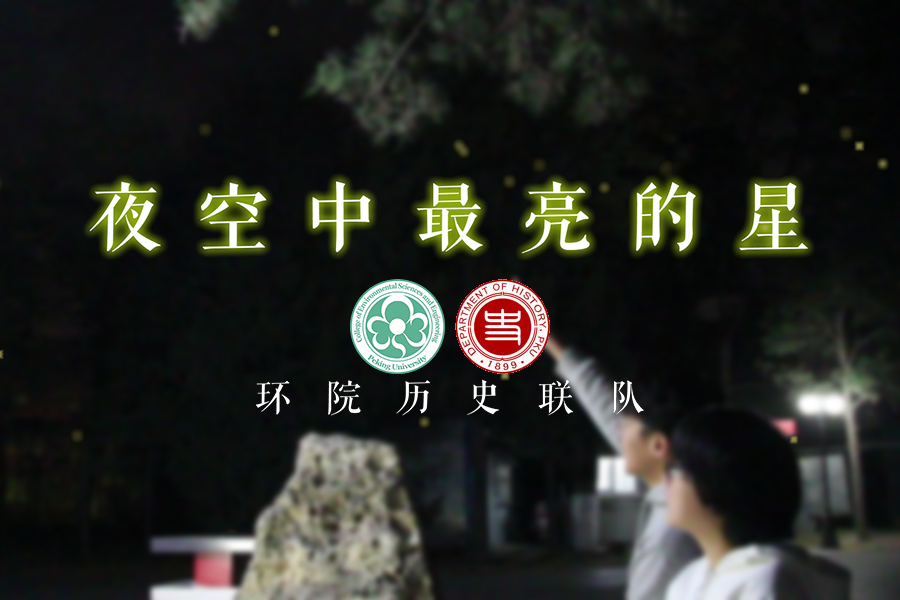 夜空中最亮的星
College of Environmental Sciences and Engineering
Peking University
DEPARTMENT OF HISTORY, PKU
1899
环院历史联队